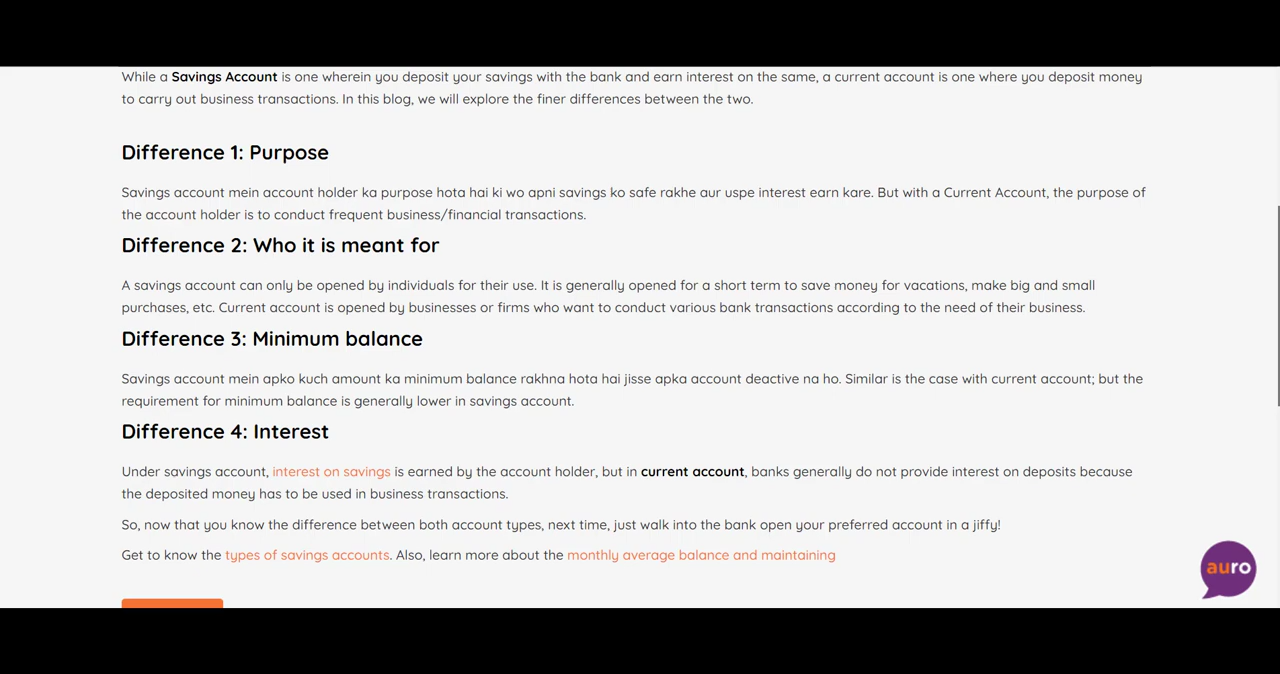 While a Savings Account is one wherein you deposit your savings with the bank and earn interest on the same, a current account is one where you deposit money
to carry out business transactions. In this blog, we will explore the finer differences between the two.
Difference 1: Purpose
Savings account mein account holder ka purpose hota hai ki wo apni savings ko safe rakhe aur uspe interest earn kare. But with a Current Account, the purpose of
the account holder is to conduct frequent business/financial transactions.
Difference 2: Who it is meant for
A savings account can only be opened by individuals for their use. It is generally opened for a short term to save money for vacations, make big and small
purchases, etc. Current account is opened by businesses or firms who want to conduct various bank transactions according to the need of their business.
Difference 3: Minimum balance
Savings account mein apko kuch amount ka minimum balance rakhna hota hai jisse apka account deactive na ho. Similar is the case with current account; but the
requirement for minimum balance is generally lower in savings account.
Difference 4: Interest
Under savings account, interest on savings is earned by the account holder, but in current account, banks generally do not provide interest on deposits because
the deposited money has to be used in business transactions.
So, now that you know the difference between both account types, next time, just walk into the bank open your preferred account in a jiffy!
Get to know the types of savings accounts. Also, learn more about the monthly average balance and maintaining
auro